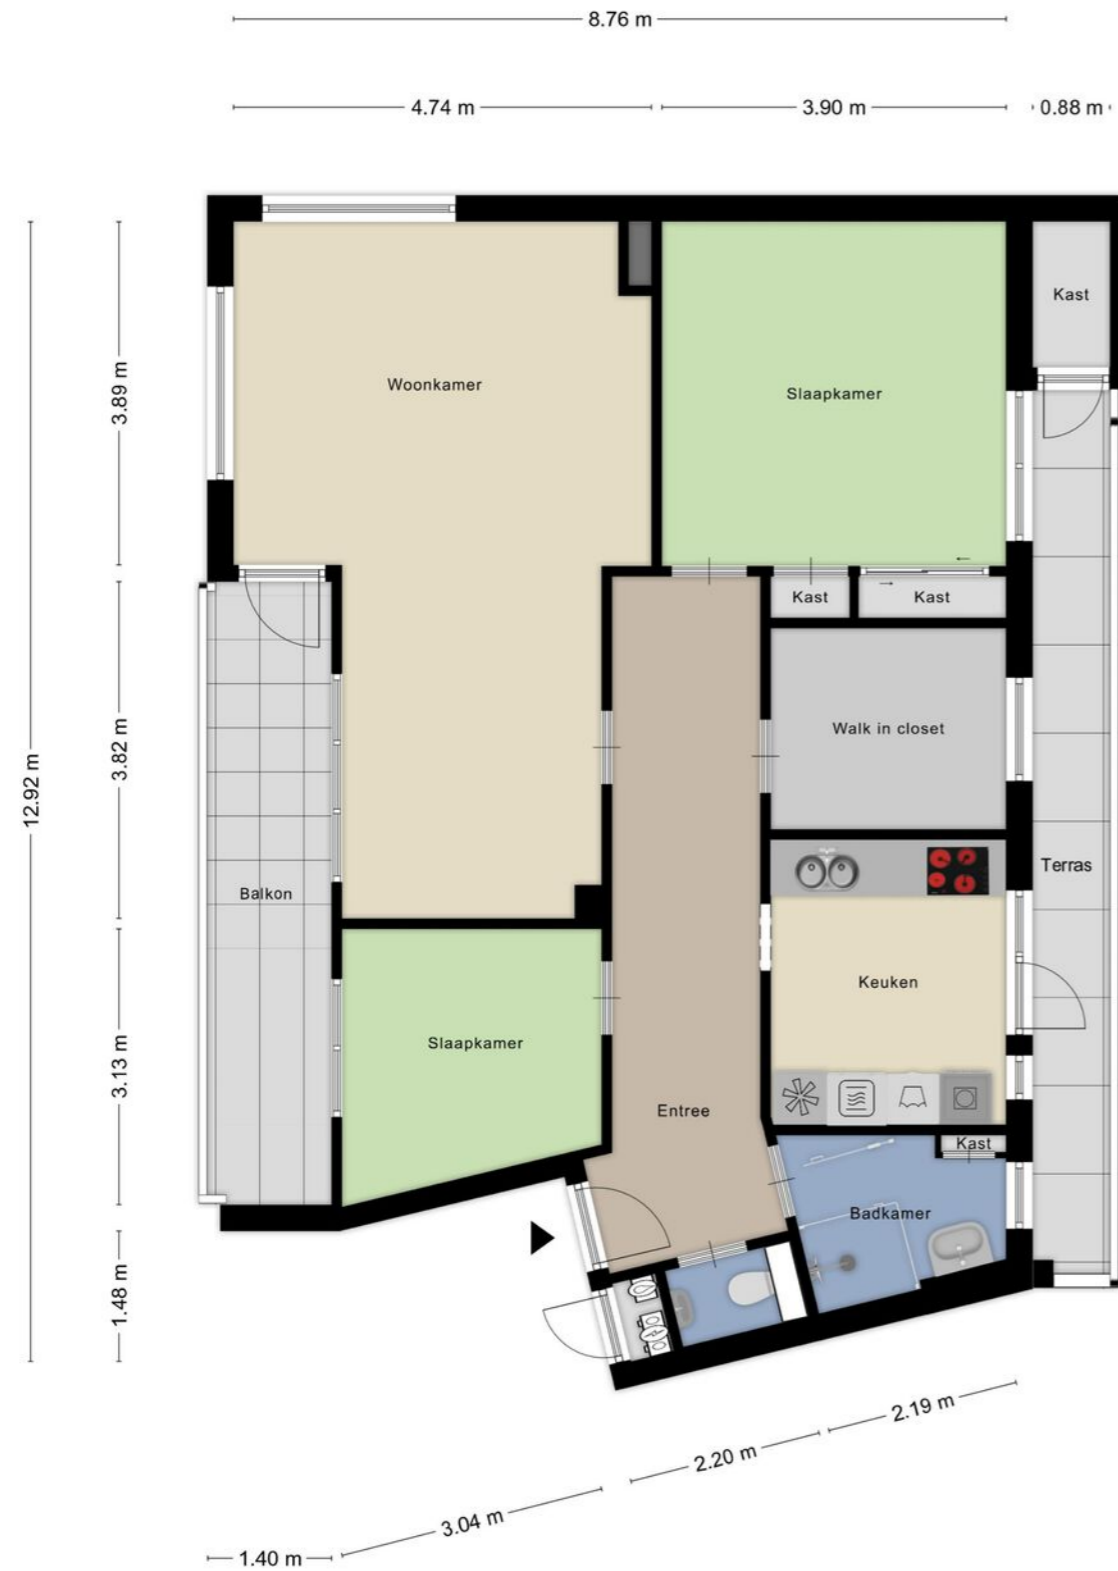 8.76 m
4.74 m
3.90 m
0.88 m
Kast
3.89 m
Woonkamer
Slaapkamer
Kast
Kast
3.82 m
Walk in closet
12.92 m
Terras
Balkon
Keuken
Slaapkamer
3.13 m
Entree
Kast
Badkamer
1.48 m
2.19 m
2.20 m
3.04 m
1.40 m